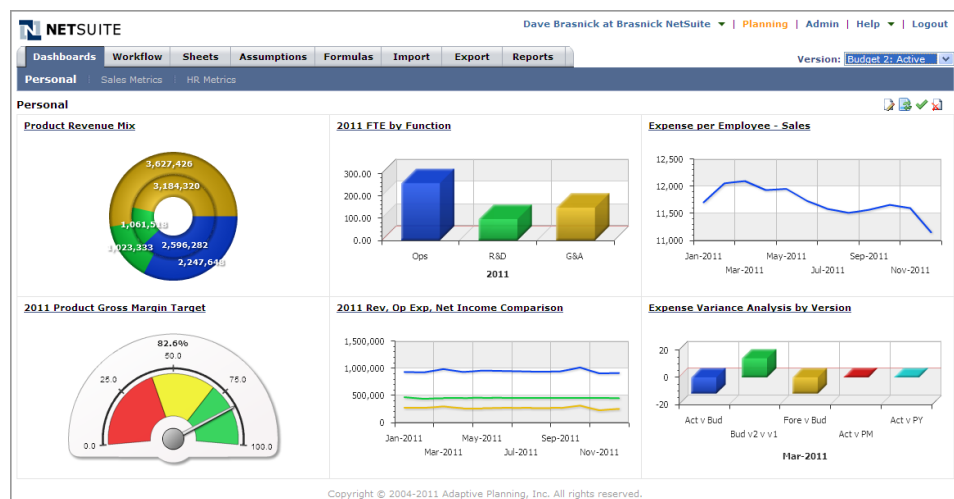 NETSUITE
Dave Brasnick at Brasnick NetSuite | Planning | Admin | Help | Logout
Dashboards Workflow Sheets Assumptions Formulas Import Export Reports
Version: Budget 2: Active
Personal | Sales Metrics | HR Metrics
Personal
Product Revenue Mix
3,627,426
3,184,320
1,023,333 2,596,282
2,247,648
2011 FTE by Function
300.00
200.00
100.00
0.00
Ops R&D G&A
2011
Expense per Employee - Sales
12,500
12,000
11,500
11,000
Jan-2011 May-2011 Sep-2011
Mar-2011 Jul-2011 Nov-2011
2011 Product Gross Margin Target
82.6%
50.0
25.0 75.0
0.0 100.0
2011 Rev, Op Exp, Net Income Comparison
1,500,000
1,000,000
500,000
0
Jan-2011 May-2011 Sep-2011
Mar-2011 Jul-2011 Nov-2011
Expense Variance Analysis by Version
20
0
-20
Act v Bud Fore v Bud Act v PY
Bud v2 v v1 Act v PM
Mar-2011
Copyright © 2004-2011 Adaptive Planning, Inc. All rights reserved.